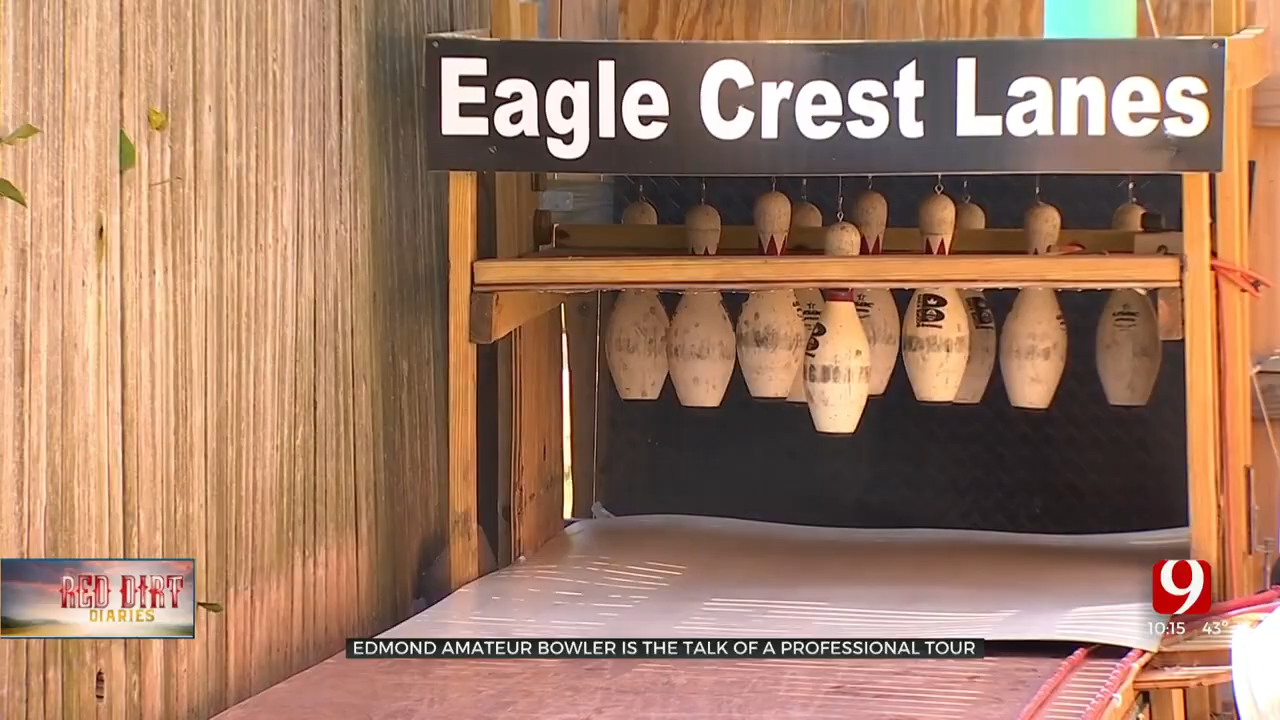 Eagle Crest Lanes
RED DIRT
DIARIES
9
10:15 43°
EDMOND AMATEUR BOWLER IS THE TALK OF A PROFESSIONAL TOUR